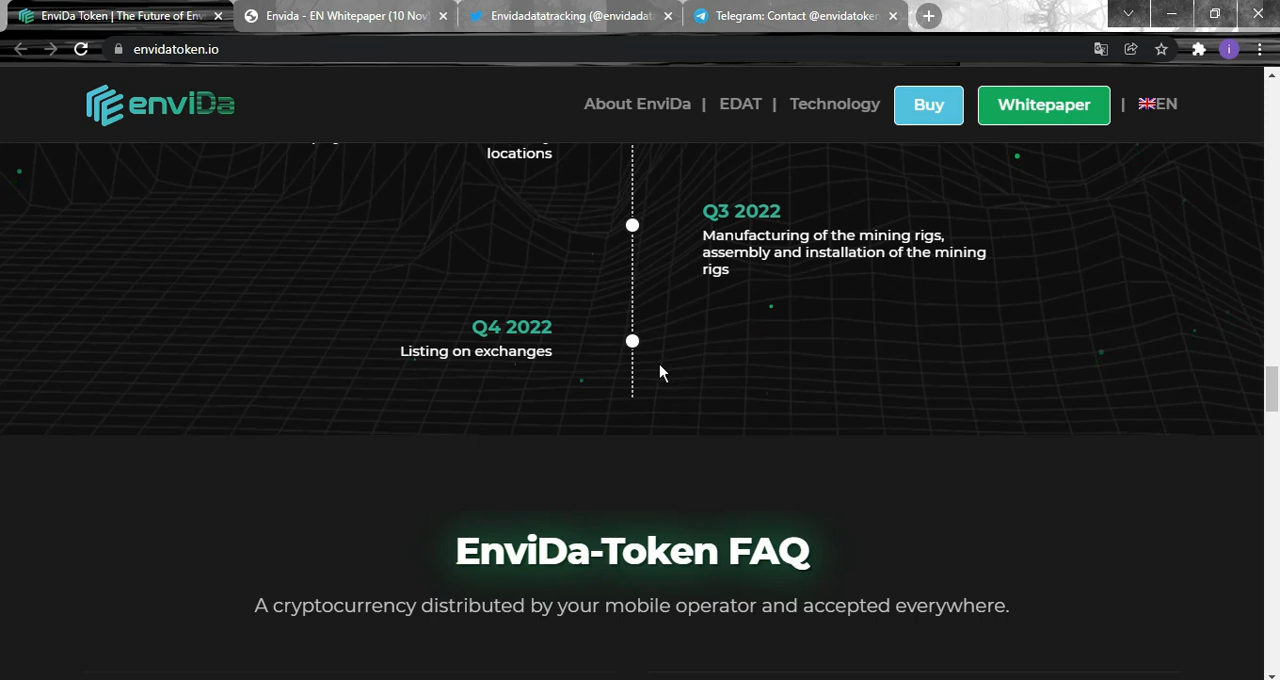 EnviDa Token | The Future of Env
Envida - EN Whitepaper (10 Nov
Envidadatatracking (@envidadat
Telegram: Contact @envidatoken
envidatoken.io
i
enviDa
About EnviDa | EDAT | Technology
Buy
Whitepaper
| EN
locations
Q3 2022
Manufacturing of the mining rigs,
assembly and installation of the mining
rigs
Q4 2022
Listing on exchanges
EnviDa-Token FAQ
A cryptocurrency distributed by your mobile operator and accepted everywhere.